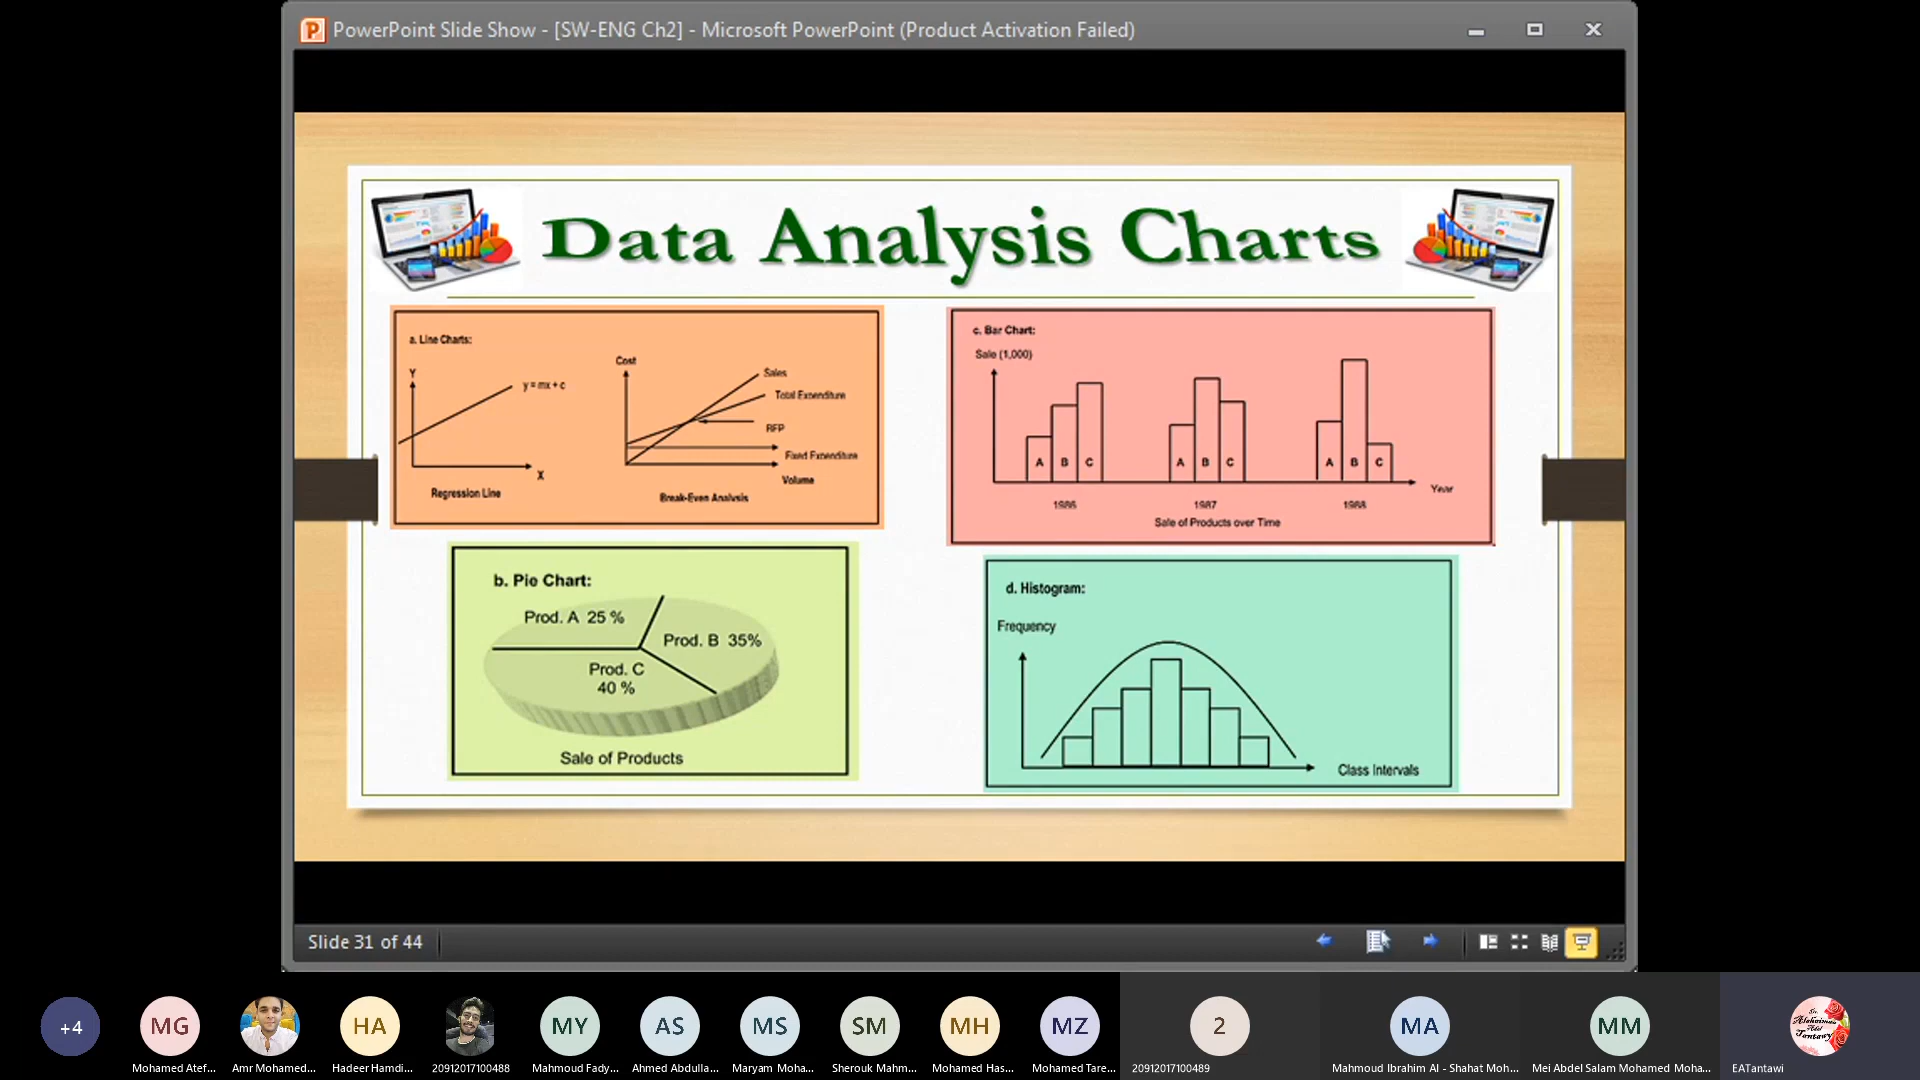 PowerPoint Slide Show - [SW-ENG Ch2] - Microsoft PowerPoint (Product Activation Failed)
Data Analysis Charts
a. Line Charts:
Y
y = mx + c
X
Regression Line
Cost
Sales
Total Expenditure
Fixed Expenditure
Volume
Break-Even Analysis
c. Bar Chart:
Sale (1,000)
A B C
A B C
A B C
Year
1986
1987
1988
Sale of Products over Time
b. Pie Chart:
Prod. A 25 %
Prod. B 35%
Prod. C
40 %
Sale of Products
d. Histogram:
Frequency
Class Intervals
Slide 31 of 44
+4
MG
HA
MY
AS
MS
SM
MH
MZ
2
MA
MM
Mohamed Atef...
Amr Mohamed...
Hadeer Hamdi...
20912017100488
Mahmoud Fady...
Ahmed Abdulla...
Maryam Moha...
Sherouk Mahm...
Mohamed Has...
Mohamed Tare...
20912017100489
Mahmoud Ibrahim Al - Shahat Moh...
Mei Abdel Salam Mohamed Moha...
EATantawi